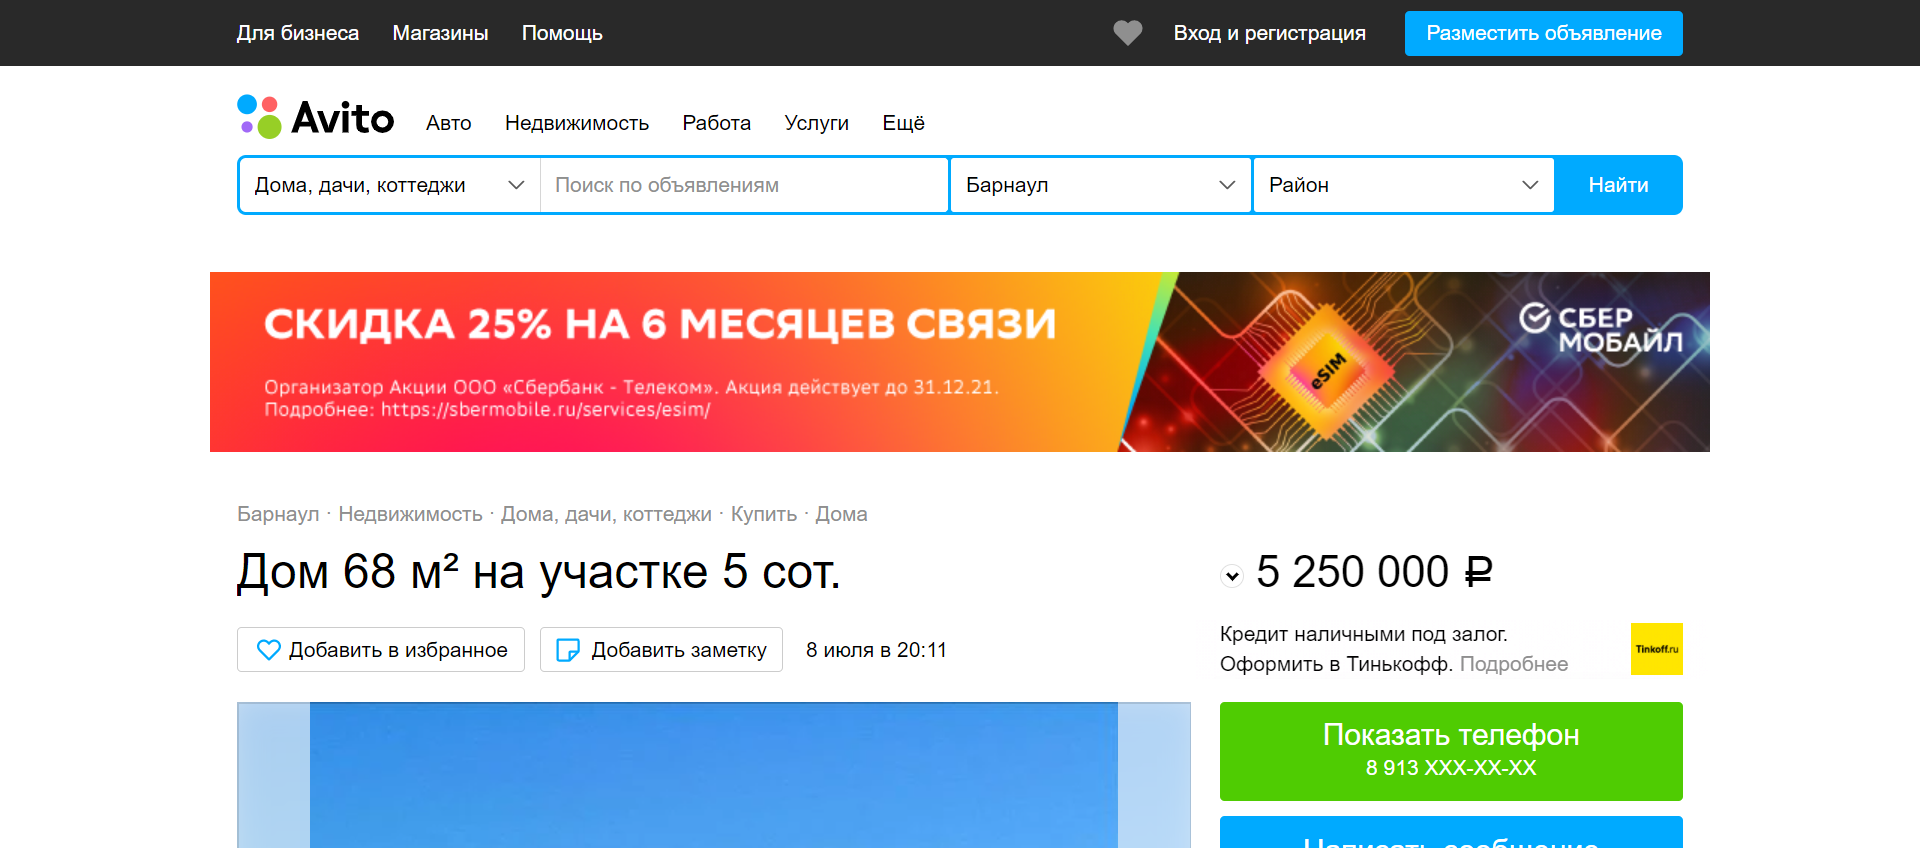 Для бизнеса Магазины Помощь Вход и регистрация Разместить объявление
Avito Авто Недвижимость Работа Услуги Ещё
Дома, дачи, коттеджи Поиск по объявлениям Барнаул Район Найти
СКИДКА 25% НА 6 МЕСЯЦЕВ СВЯЗИ
Организатор Акции ООО «Сбербанк - Телеком». Акция действует до 31.12.21.
Подробнее: https://sbermobile.ru/services/esim/
eSIM
СБЕР
МОБАЙЛ
Барнаул · Недвижимость · Дома, дачи, коттеджи · Купить · Дома
Дом 68 м² на участке 5 сот.
5 250 000 ₽
Добавить в избранное Добавить заметку 8 июля в 20:11
Кредит наличными под залог.
Оформить в Тинькофф. Подробнее
Tinkoff.ru
Показать телефон
8 913 XXX-XX-XX
Написать сообщение